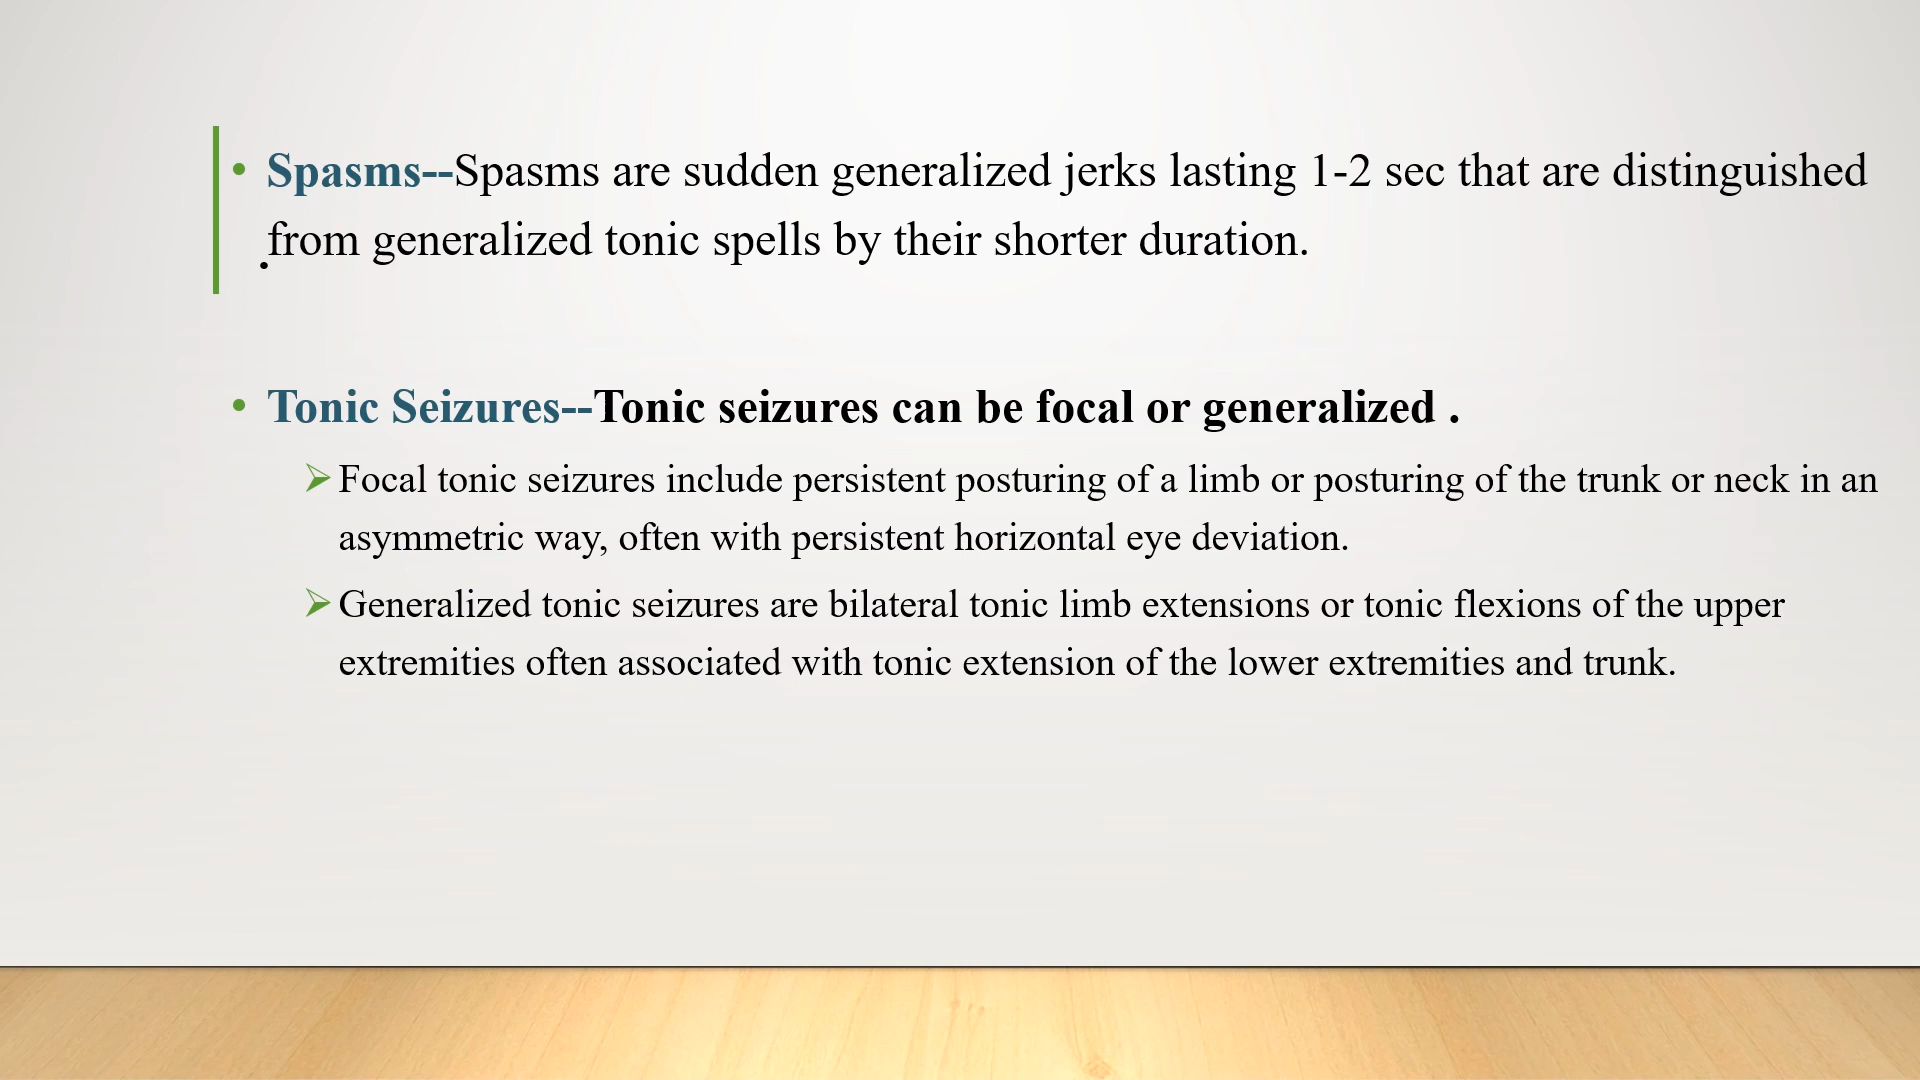 • Spasms--Spasms are sudden generalized jerks lasting 1-2 sec that are distinguished
from generalized tonic spells by their shorter duration.
.
• Tonic Seizures--Tonic seizures can be focal or generalized .
➢ Focal tonic seizures include persistent posturing of a limb or posturing of the trunk or neck in an
asymmetric way, often with persistent horizontal eye deviation.
➢ Generalized tonic seizures are bilateral tonic limb extensions or tonic flexions of the upper
extremities often associated with tonic extension of the lower extremities and trunk.